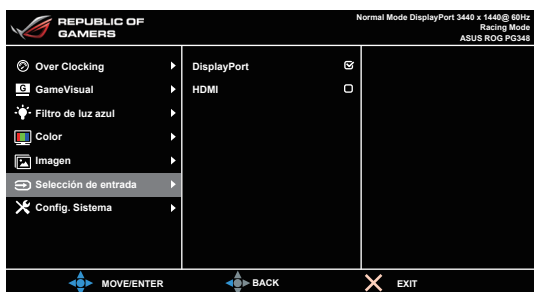 REPUBLIC OF
GAMERS
Normal Mode DisplayPort 3440 x 1440@ 60Hz
Racing Mode
ASUS ROG PG348
Over Clocking
DisplayPort
G GameVisual
HDMI
Filtro de luz azul
Color
Imagen
Selección de entrada
Config. Sistema
MOVE/ENTER
BACK
EXIT